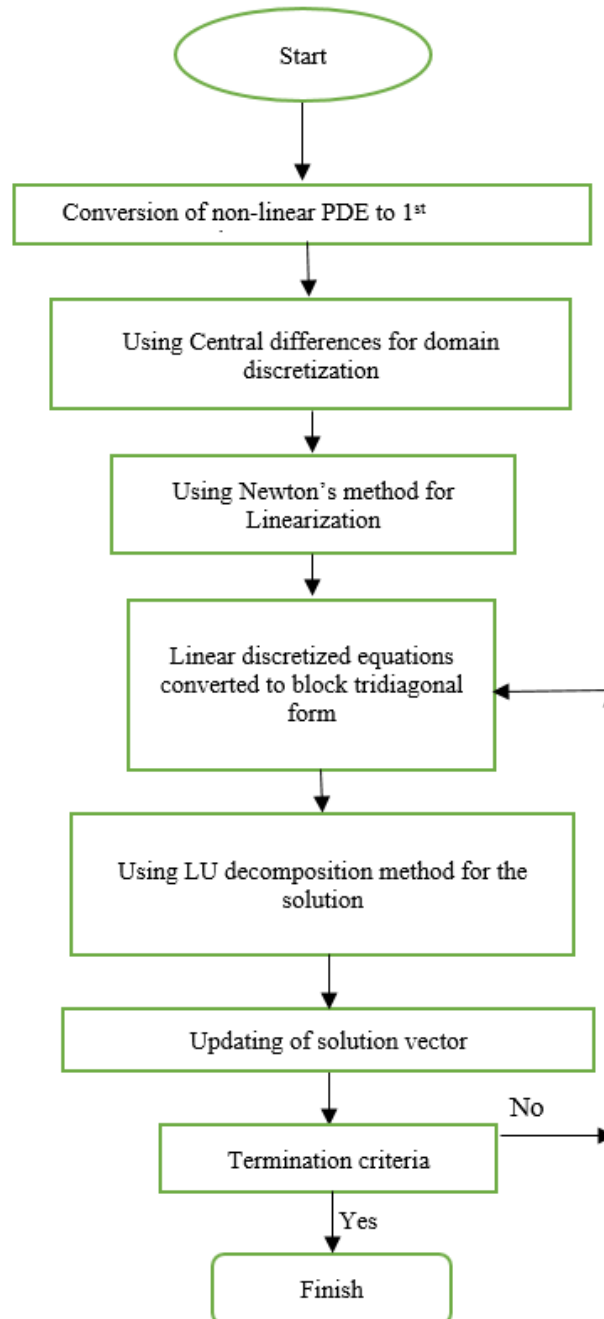 Start
Conversion of non-linear PDE to 1st
Using Central differences for domain
discretization
Using Newton’s method for
Linearization
Linear discretized equations
converted to block tridiagonal
form
Using LU decomposition method for the
solution
Updating of solution vector
No
Termination criteria
Yes
Finish